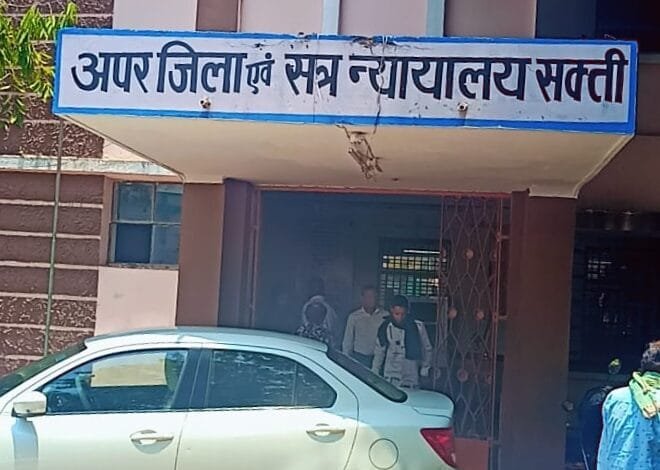 अपर जिला एवं सत्र न्यायालय सक्ती